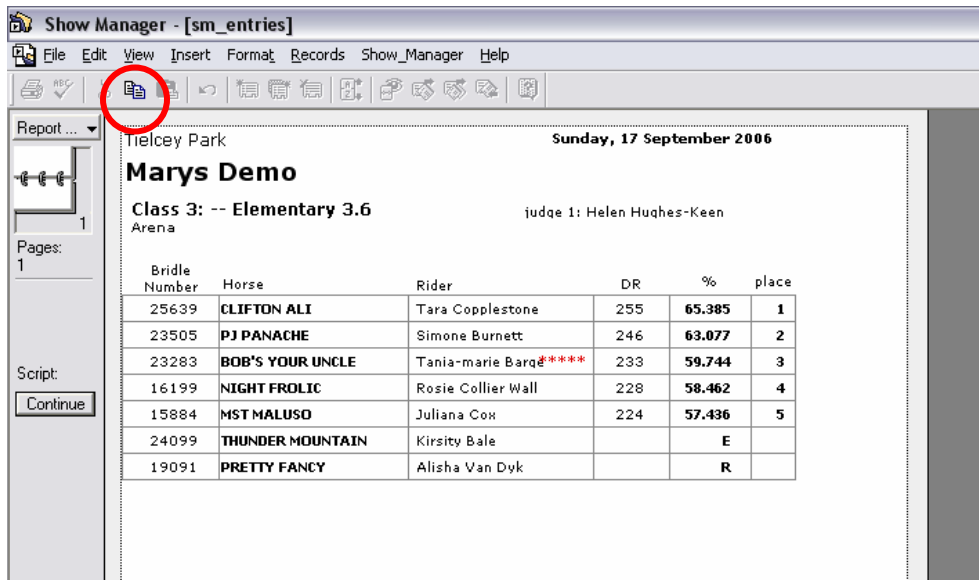 Show Manager - [sm_entries]
File Edit View Insert Format Records Show_Manager Help
ABC
Report ...
1
Pages:
1
Script:
Continue
Tielcey Park Sunday, 17 September 2006
Marys Demo
Class 3: -- Elementary 3.6 judge 1: Helen Hughes-Keen
Arena
Bridle
Number Horse Rider DR % place
25639 CLIFTON ALI Tara Copplestone 255 65.385 1
23505 PJ PANACHE Simone Burnett 246 63.077 2
23283 BOB'S YOUR UNCLE Tania-marie Barge***** 233 59.744 3
16199 NIGHT FROLIC Rosie Collier Wall 228 58.462 4
15884 MST MALUSO Juliana Cox 224 57.436 5
24099 THUNDER MOUNTAIN Kirsity Bale E
19091 PRETTY FANCY Alisha Van Dyk R